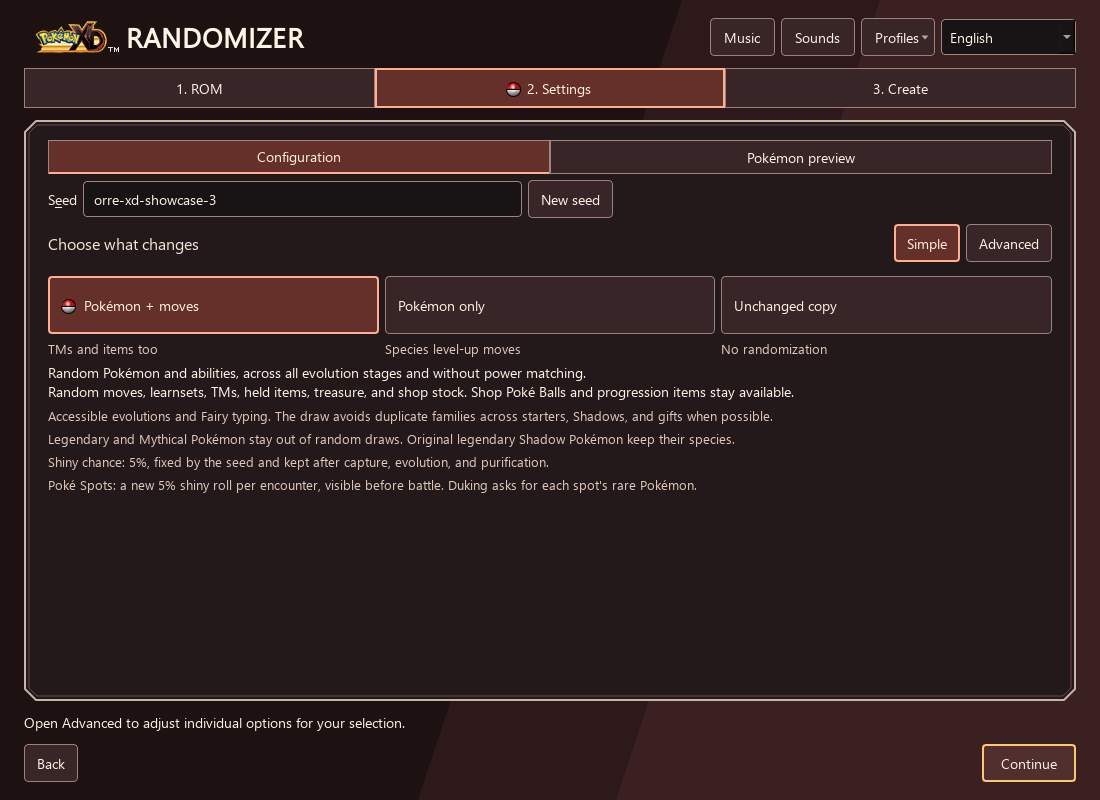 Pokémon XD™ RANDOMIZER
Music Sounds Profiles English
1. ROM 2. Settings 3. Create
Configuration Pokémon preview
Seed orre-xd-showcase-3 New seed
Choose what changes Simple Advanced
Pokémon + moves Pokémon only Unchanged copy
TMs and items too Species level-up moves No randomization
Random Pokémon and abilities, across all evolution stages and without power matching.
Random moves, learnsets, TMs, held items, treasure, and shop stock. Shop Poké Balls and progression items stay available.
Accessible evolutions and Fairy typing. The draw avoids duplicate families across starters, Shadows, and gifts when possible.
Legendary and Mythical Pokémon stay out of random draws. Original legendary Shadow Pokémon keep their species.
Shiny chance: 5%, fixed by the seed and kept after capture, evolution, and purification.
Poké Spots: a new 5% shiny roll per encounter, visible before battle. Duking asks for each spot's rare Pokémon.
Open Advanced to adjust individual options for your selection.
Back Continue